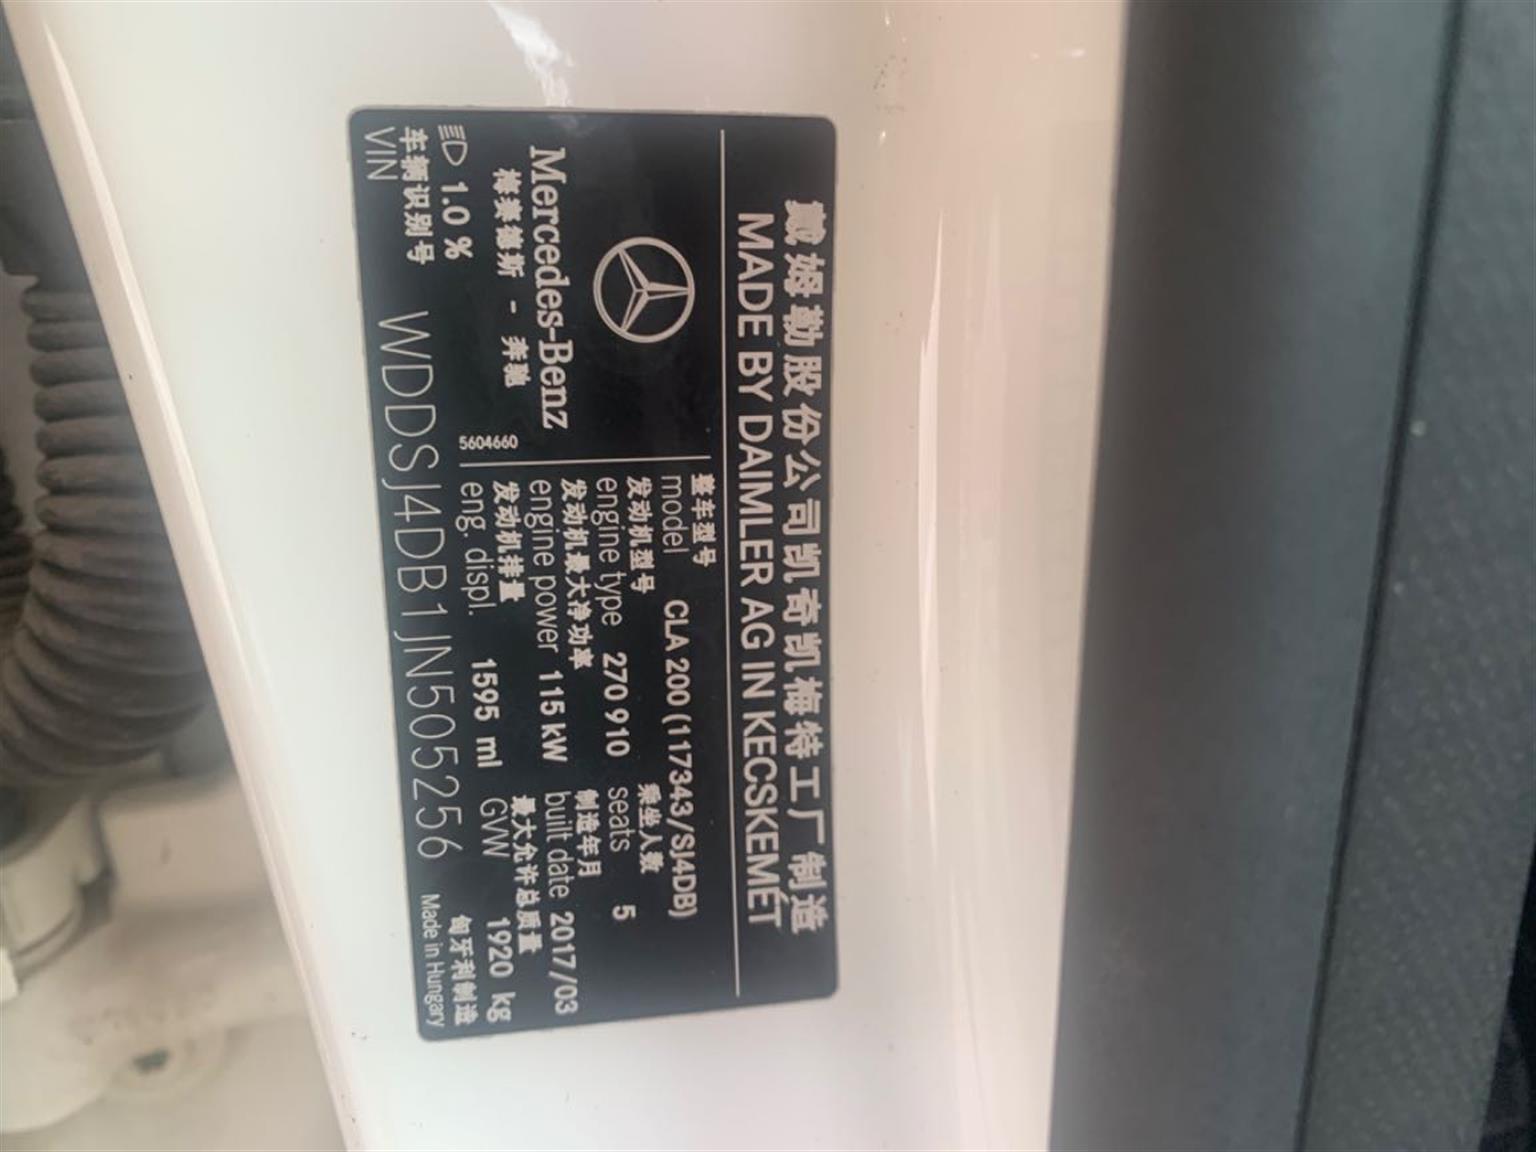 戴姆勒股份公司凯奇凯梅特工厂制造
MADE BY DAIMLER AG IN KECSKEMÉT
Mercedes-Benz
梅赛德斯 - 奔驰
5604660
整车型号
model CLA 200 (117343/SJ4DB)
发动机型号 乘坐人数
engine type 270 910 seats 5
发动机最大净功率 制造年月
engine power 115 kW built date 2017/03
发动机排量 最大允许总质量
eng. displ. 1595 ml GVW 1920 kg
1.0 %
车辆识别号 匈牙利制造
VIN WDDSJ4DB1JN505256 Made in Hungary